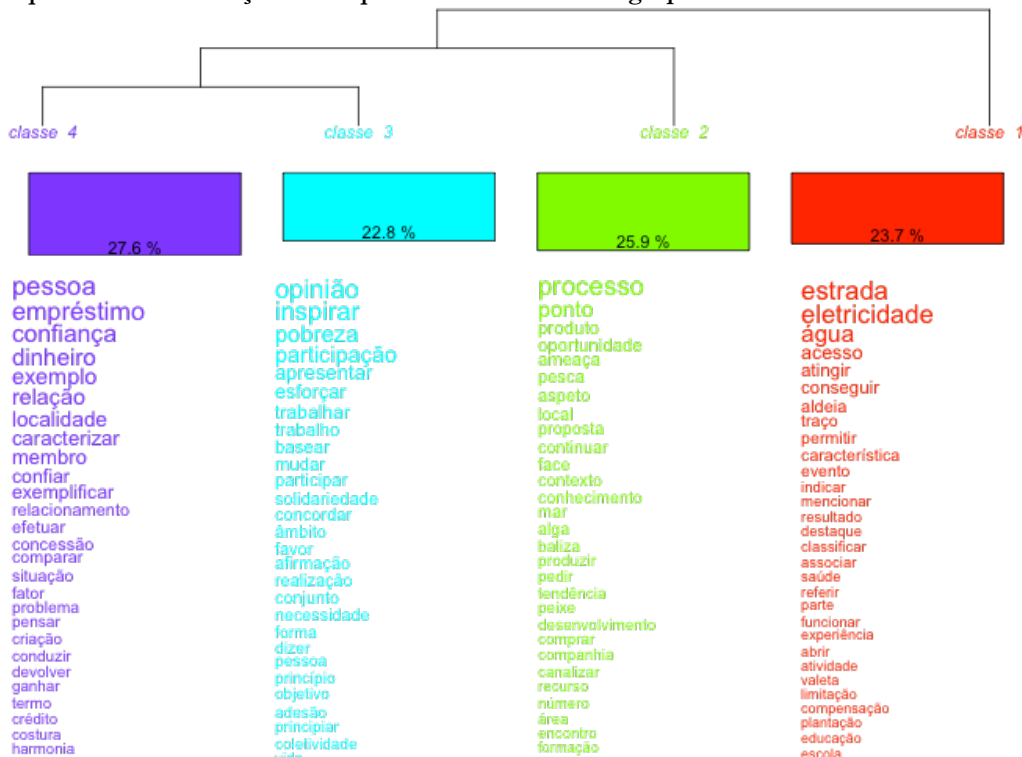 classe 4
classe 3
classe 2
classe 1
27.6 %
22.8 %
25.9 %
23.7 %
pessoa
empréstimo
confiança
dinheiro
exemplo
relação
localidade
caracterizar
membro
confiar
exemplificar
relacionamento
efetuar
concessão
comparar
situação
fator
problema
pensar
criação
conduzir
devolver
ganhar
termo
crédito
costura
harmonia
opinião
inspirar
pobreza
participação
apresentar
esforçar
trabalhar
trabalho
basear
mudar
participar
solidariedade
concordar
âmbito
favor
afirmação
realização
conjunto
necessidade
forma
dizer
pessoa
princípio
objetivo
adesão
principiar
coletividade
processo
ponto
produto
oportunidade
ameaça
pesca
aspeto
local
proposta
continuar
face
contexto
conhecimento
mar
alga
baliza
produzir
pedir
tendência
peixe
desenvolvimento
comprar
companhia
canalizar
recurso
número
área
encontro
formação
estrada
eletricidade
água
acesso
atingir
conseguir
aldeia
traço
permitir
característica
evento
indicar
mencionar
resultado
destaque
classificar
associar
saúde
referir
parte
funcionar
experiência
abrir
atividade
valeta
limitação
compensação
plantação
educação
escola